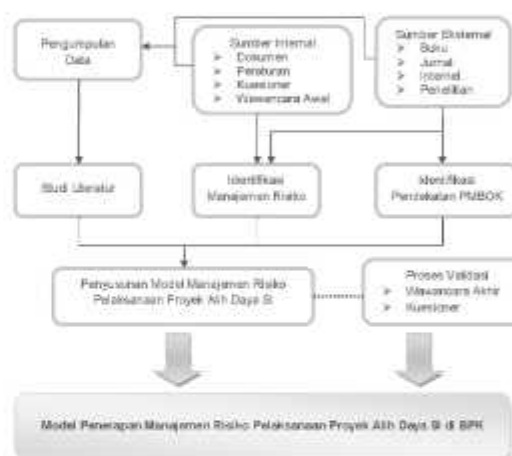 Pengumpulan
Data
Sumber Internal
➤ Dokumen
➤ Peraturan
➤ Kuesioner
➤ Wawancara Awal
Sumber Eksternal
➤ Buku
➤ Jurnal
➤ Internet
➤ Penelitian
Studi Literatur
Identifikasi
Manajemen Risiko
Identifikasi
Pendekatan PMBOK
Penyusunan Model Manajemen Risiko
Pelaksanaan Proyek Alih Daya SI
Proses Validasi
➤ Wawancara Akhir
➤ Kuesioner
Model Penerapan Manajemen Risiko Pelaksanaan Proyek Alih Daya SI di BPK